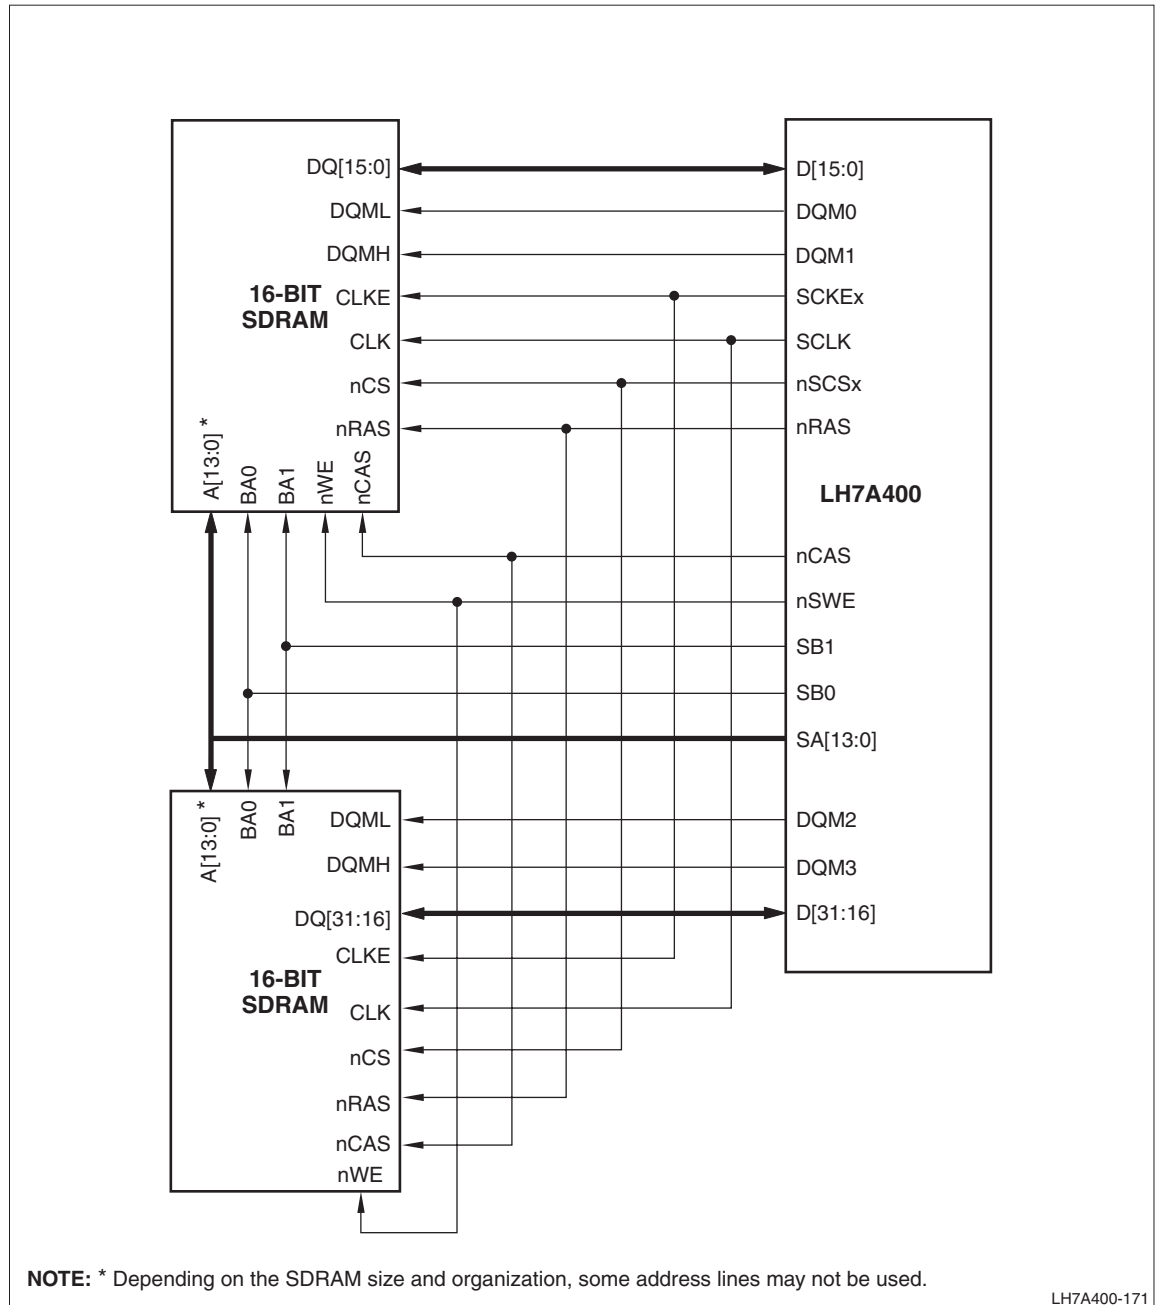 DQ[15:0]
DQML
DQMH
16-BIT
SDRAM
CLKE
CLK
nCS
nRAS
A[13:0] *
BA0
BA1
nWE
nCAS
D[15:0]
DQM0
DQM1
SCKEx
SCLK
nSCSx
nRAS
LH7A400
nCAS
nSWE
SB1
SB0
SA[13:0]
DQM2
DQM3
D[31:16]
A[13:0] *
BA0
BA1
DQML
DQMH
DQ[31:16]
CLKE
16-BIT
SDRAM
CLK
nCS
nRAS
nCAS
nWE
NOTE: * Depending on the SDRAM size and organization, some address lines may not be used.
LH7A400-171